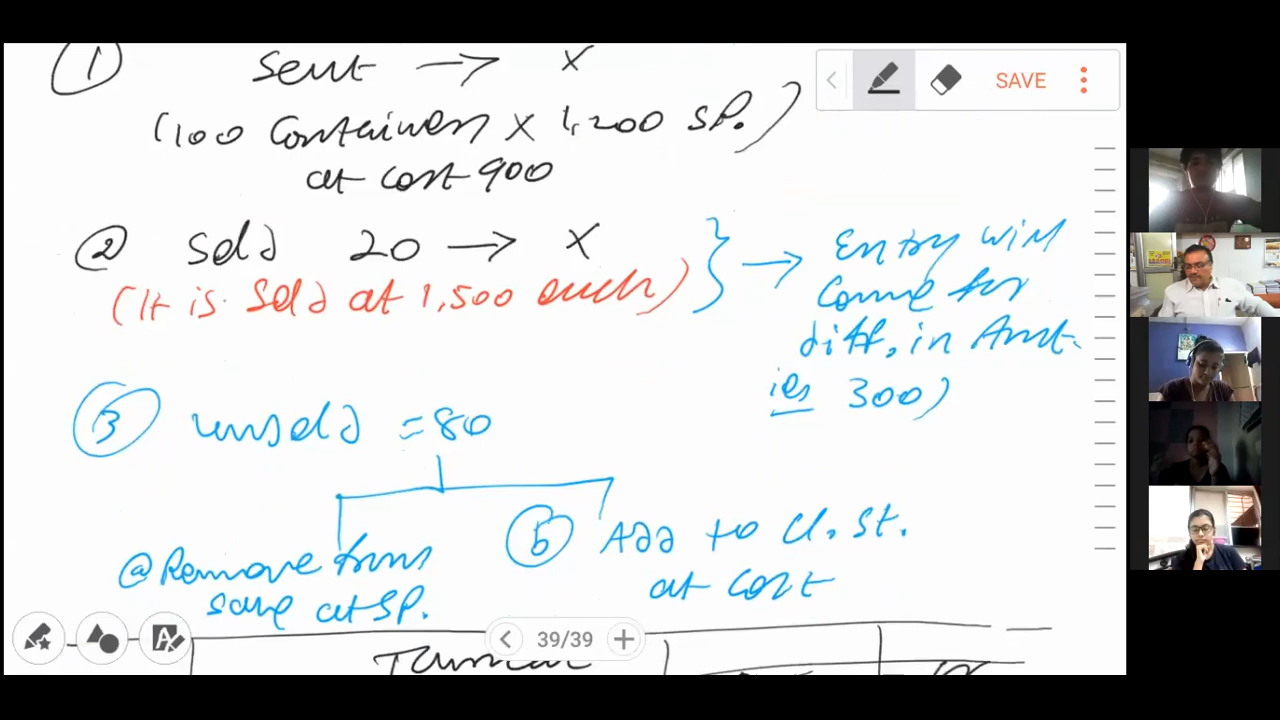 ① Sent → X
(100 Containers X 1,200 SP.)
at cost 900
② Sold 20 → X
(It is sold at 1,500 each)
} → Entry will
come for
diff. in Amt.
ies 300)
③ unsold = 80
ⓐ Remove from
sale at SP.
ⓑ Add to Cl. St.
at cost
SAVE
39/39
A